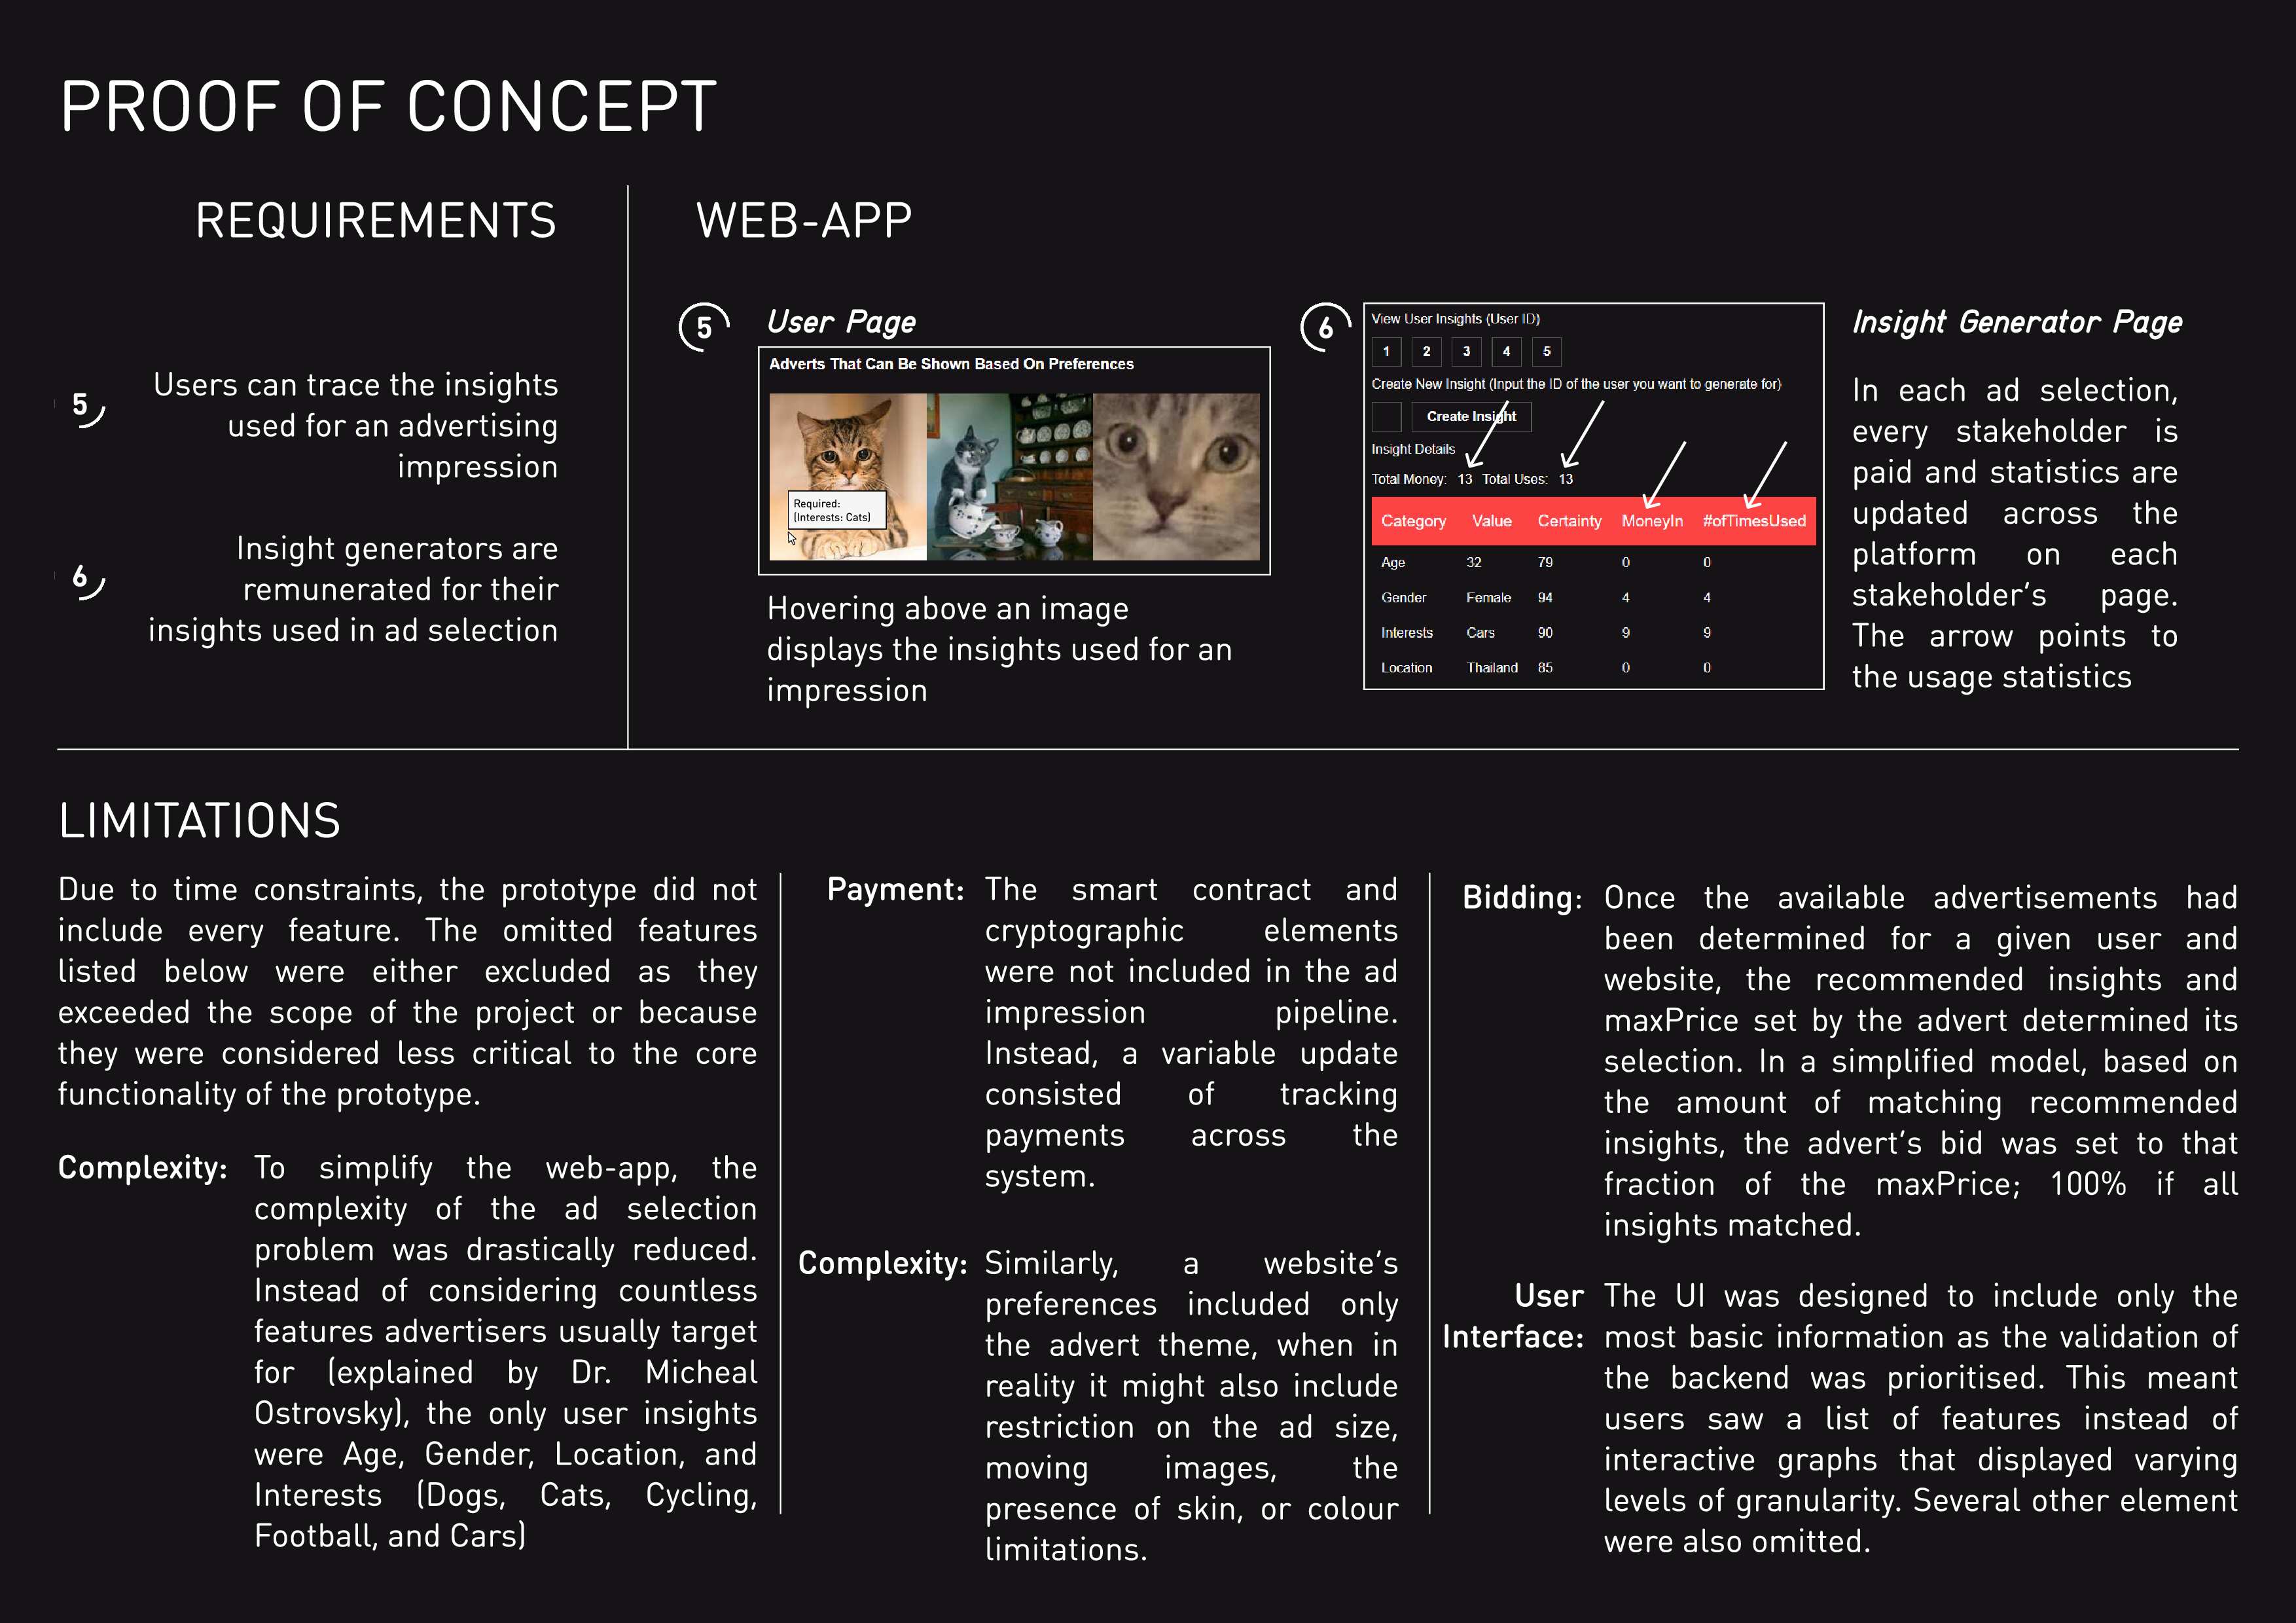 PROOF OF CONCEPT
REQUIREMENTS
5
Users can trace the insights
used for an advertising
impression
6
Insight generators are
remunerated for their
insights used in ad selection
WEB-APP
5
User Page
Adverts That Can Be Shown Based On Preferences
Required:
(Interests: Cats)
Hovering above an image
displays the insights used for an
impression
6
View User Insights (User ID)
1 2 3 4 5
Create New Insight (Input the ID of the user you want to generate for)
Create Insight
Insight Details
Total Money: 13 Total Uses: 13
Category Value Certainty MoneyIn #ofTimesUsed
Age 32 79 0 0
Gender Female 94 4 4
Interests Cars 90 9 9
Location Thailand 85 0 0
Insight Generator Page
In each ad selection,
every stakeholder is
paid and statistics are
updated across the
platform on each
stakeholder's page.
The arrow points to
the usage statistics
LIMITATIONS
Due to time constraints, the prototype did not
include every feature. The omitted features
listed below were either excluded as they
exceeded the scope of the project or because
they were considered less critical to the core
functionality of the prototype.
Complexity: To simplify the web-app, the
complexity of the ad selection
problem was drastically reduced.
Instead of considering countless
features advertisers usually target
for (explained by Dr. Micheal
Ostrovsky), the only user insights
were Age, Gender, Location, and
Interests (Dogs, Cats, Cycling,
Football, and Cars)
Payment: The smart contract and
cryptographic elements
were not included in the ad
impression pipeline.
Instead, a variable update
consisted of tracking
payments across the
system.
Complexity: Similarly, a website's
preferences included only
the advert theme, when in
reality it might also include
restriction on the ad size,
moving images, the
presence of skin, or colour
limitations.
Bidding: Once the available advertisements had
been determined for a given user and
website, the recommended insights and
maxPrice set by the advert determined its
selection. In a simplified model, based on
the amount of matching recommended
insights, the advert's bid was set to that
fraction of the maxPrice; 100% if all
insights matched.
User Interface: The UI was designed to include only the
most basic information as the validation of
the backend was prioritised. This meant
users saw a list of features instead of
interactive graphs that displayed varying
levels of granularity. Several other element
were also omitted.